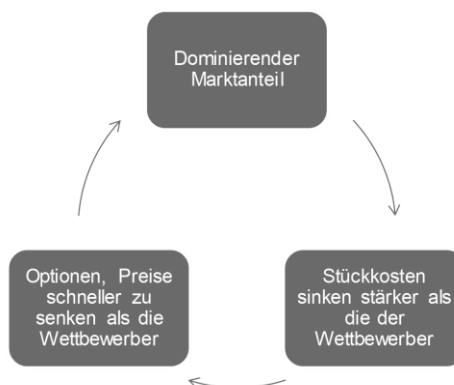 Dominierender
Marktanteil
Optionen, Preise
schneller zu
senken als die
Wettbewerber
Stückkosten
sinken stärker als
die der
Wettbewerber